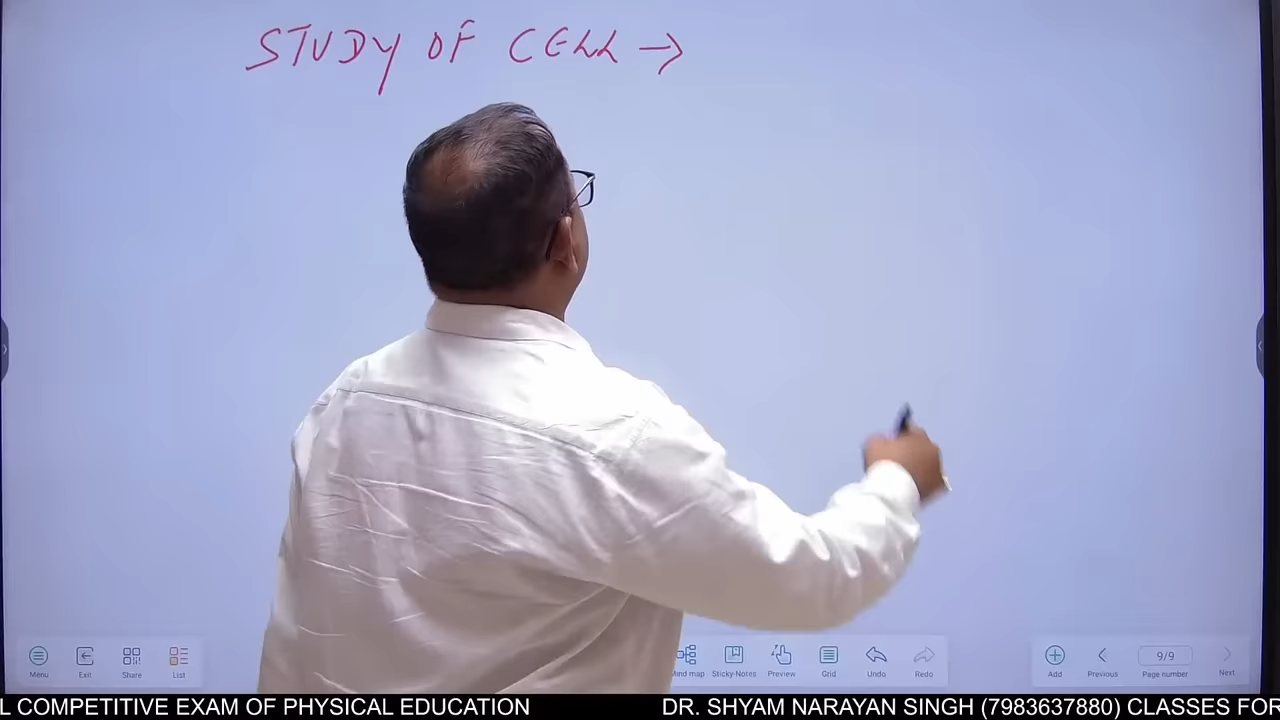 STUDY OF CELL →
Menu
Exit
Share
List
Mind map
Sticky-Notes
Preview
Grid
Undo
Redo
Add
Previous
9/9
Page number
Next
L COMPETITIVE EXAM OF PHYSICAL EDUCATION DR. SHYAM NARAYAN SINGH (7983637880) CLASSES FOR